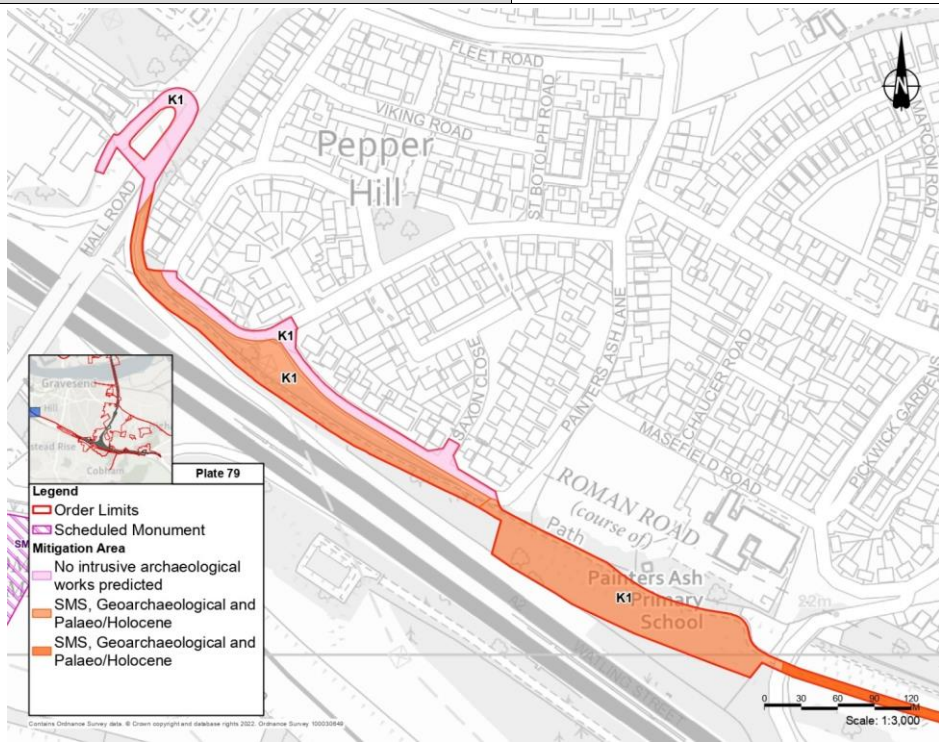 FLEET ROAD
VIKING ROAD
ST BOTOLPH ROAD
MARCONI ROAD
N
K1
Pepper
Hill
HALL ROAD
K1
K1
SAXON CLOSE
PAINTERS ASH LANE
CHAUCER ROAD
MASEFIELD ROAD
PICKWICK GARDENS
ROMAN ROAD
(course of)
Path
Painters Ash
Primary
School
K1
22m
WATLING STREET
A2
Gravesend
Hill
stead Rise
Cobham
Plate 79
Legend
Order Limits
Scheduled Monument
Mitigation Area
No intrusive archaeological
works predicted
SMS, Geoarchaeological and
Palaeo/Holocene
SMS, Geoarchaeological and
Palaeo/Holocene
SM
0 30 60 90 120
M
Scale: 1:3,000
Contains Ordnance Survey data. © Crown copyright and database rights 2022. Ordnance Survey 100030649